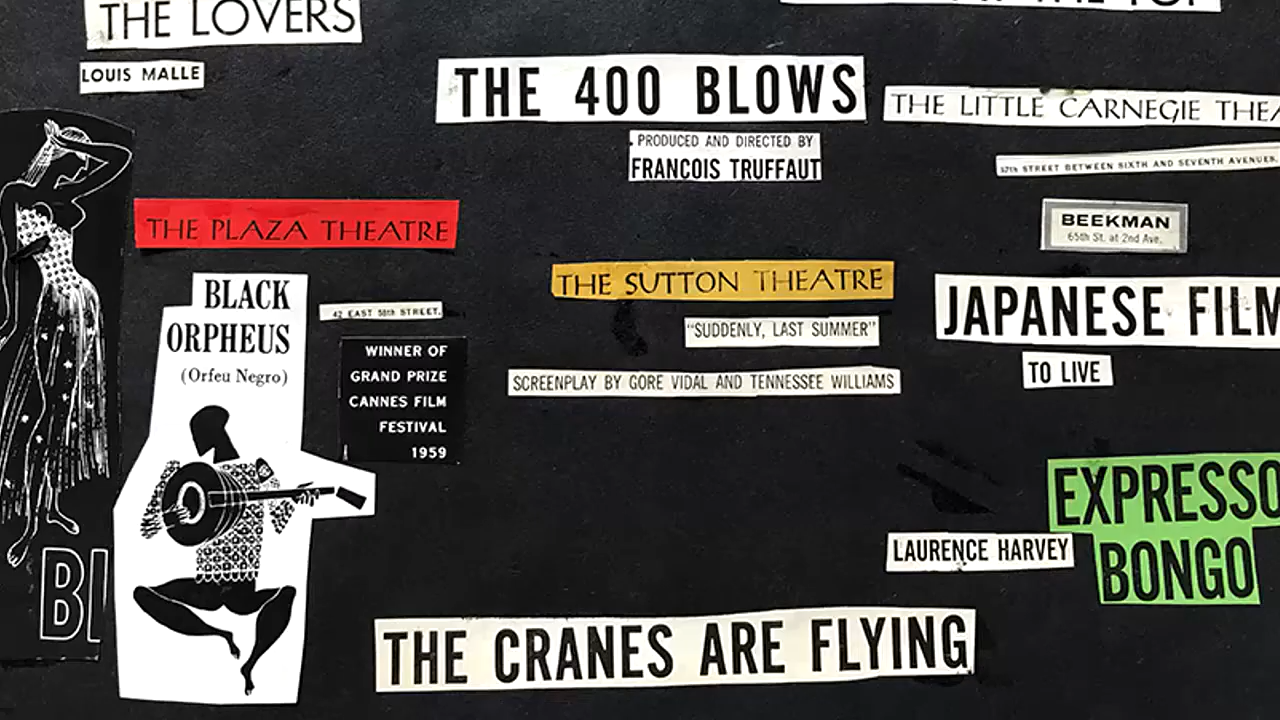 THE LOVERS
LOUIS MALLE
THE 400 BLOWS
PRODUCED AND DIRECTED BY
FRANCOIS TRUFFAUT
THE LITTLE CARNEGIE THEA
57th STREET BETWEEN SIXTH AND SEVENTH AVENUES.
THE PLAZA THEATRE
BEEKMAN
65th St. at 2nd Ave.
THE SUTTON THEATRE
"SUDDENLY, LAST SUMMER"
SCREENPLAY BY GORE VIDAL AND TENNESSEE WILLIAMS
JAPANESE FILM
TO LIVE
BLACK
ORPHEUS
(Orfeu Negro)
42 EAST 58th STREET.
WINNER OF
GRAND PRIZE
CANNES FILM
FESTIVAL
1959
EXPRESSO
BONGO
LAURENCE HARVEY
BL
THE CRANES ARE FLYING